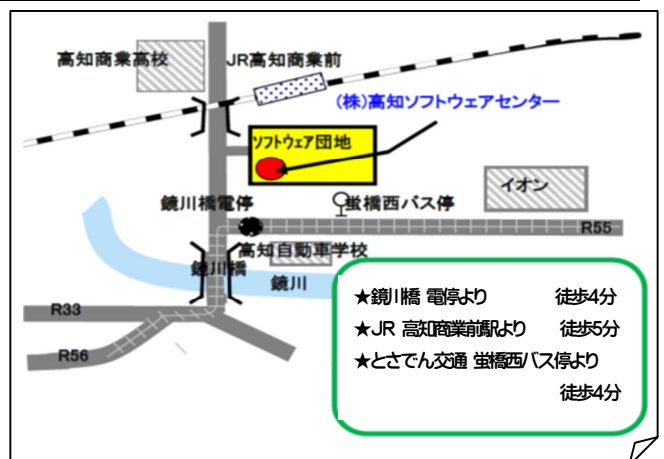 高知商業高校
JR高知商業前
(株)高知ソフトウェアセンター
ソフトウェア団地
イオン
鏡川橋電停
蛍橋西バス停
R55
高知自動車学校
鏡川橋
鏡川
R33
R56
★鏡川橋 電停より 徒歩4分
★JR 高知商業前駅より 徒歩5分
★とさでん交通 蛍橋西バス停より
徒歩4分